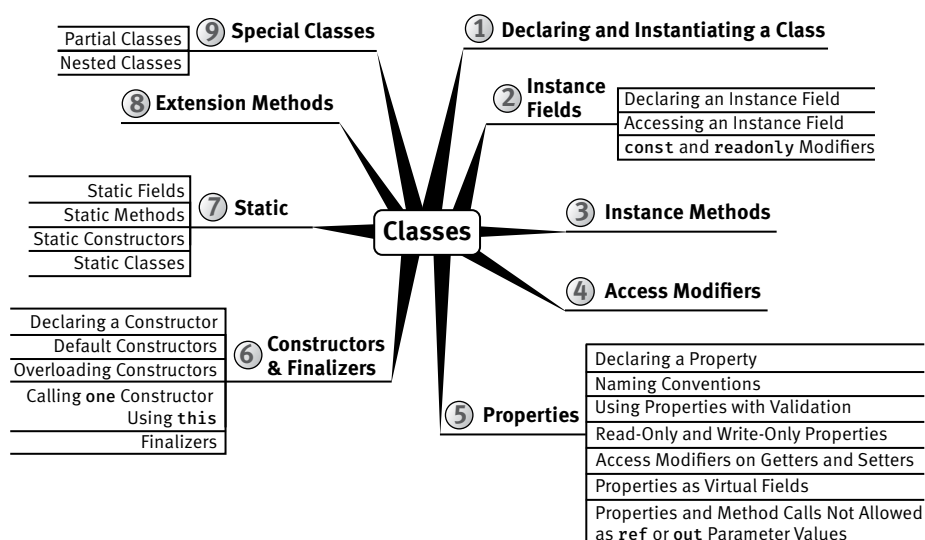 Classes
1 Declaring and Instantiating a Class
2 Instance
Fields
Declaring an Instance Field
Accessing an Instance Field
const and readonly Modifiers
3 Instance Methods
4 Access Modifiers
5 Properties
Declaring a Property
Naming Conventions
Using Properties with Validation
Read-Only and Write-Only Properties
Access Modifiers on Getters and Setters
Properties as Virtual Fields
Properties and Method Calls Not Allowed
as ref or out Parameter Values
6 Constructors
& Finalizers
Declaring a Constructor
Default Constructors
Overloading Constructors
Calling one Constructor
Using this
Finalizers
7 Static
Static Fields
Static Methods
Static Constructors
Static Classes
8 Extension Methods
9 Special Classes
Partial Classes
Nested Classes